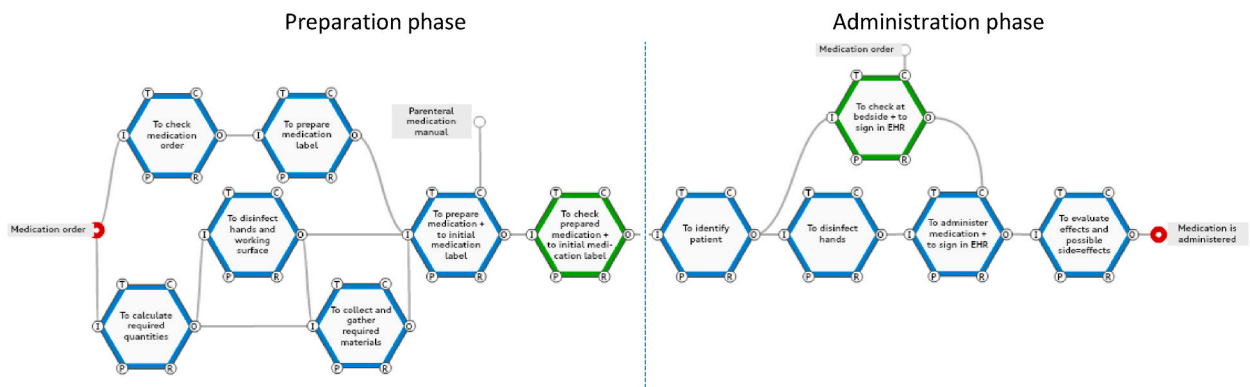 Preparation phase
Administration phase
Medication order
T
C
I
O
P
R
To check
medication
order
T
C
I
O
P
R
To prepare
medication
label
Parenteral
medication
manual
Medication order
T
C
I
O
P
R
To disinfect
hands and
working
surface
T
C
I
O
P
R
To calculate
required
quantities
T
C
I
O
P
R
To collect and
gather
required
materials
T
C
I
O
P
R
To prepare
medication +
to initial
medication
label
T
C
I
O
P
R
To check
prepared
medication +
to initial medi-
cation label
T
C
I
O
P
R
To check at
bedside + to
sign in EHR
T
C
I
O
P
R
To identify
patient
T
C
I
O
P
R
To disinfect
hands
T
C
I
O
P
R
To administer
medication +
to sign in EHR
T
C
I
O
P
R
To evaluate
effects and
possible
side=effects
Medication is
administered